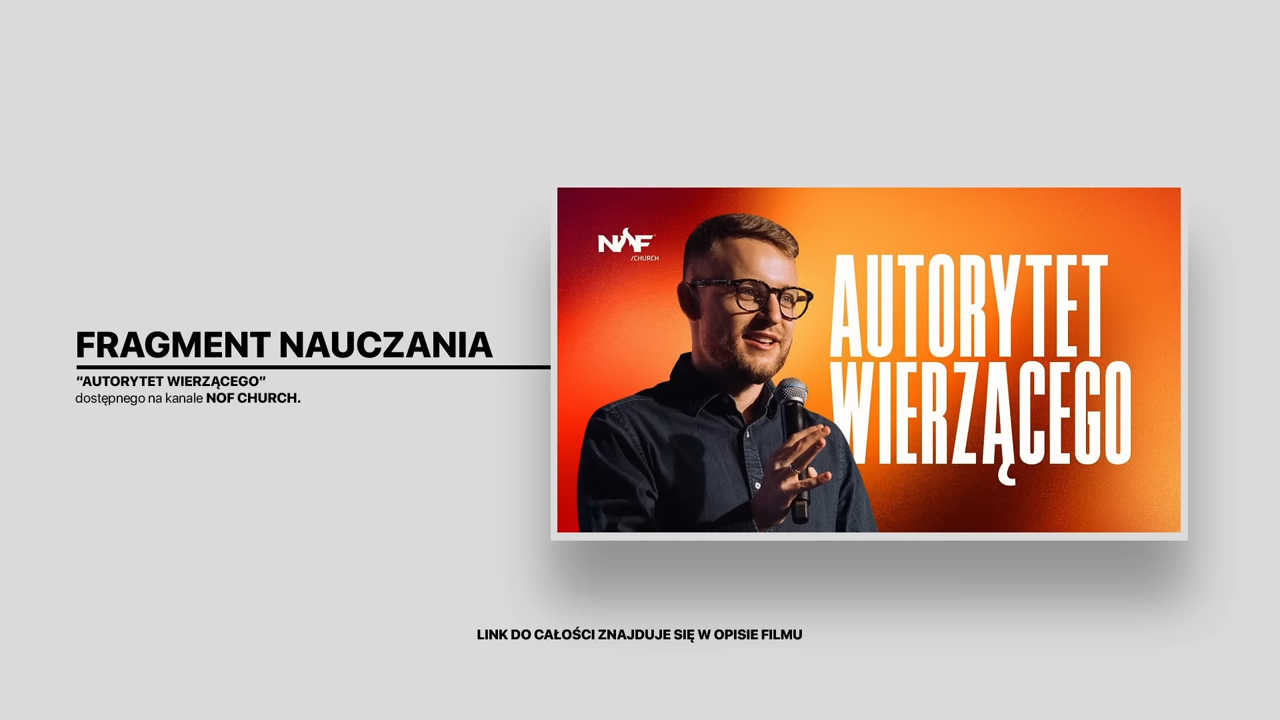 FRAGMENT NAUCZANIA
"AUTORYTET WIERZĄCEGO"
dostępnego na kanale NOF CHURCH.
NOF
/CHURCH
AUTORYTET
WIERZĄCEGO
LINK DO CAŁOŚCI ZNAJDUJE SIĘ W OPISIE FILMU